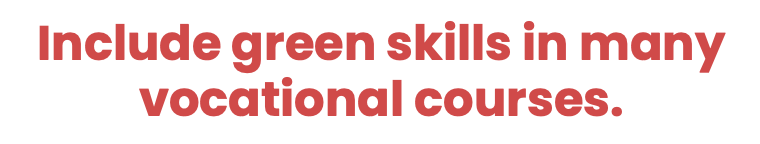 Include green skills in many
vocational courses.